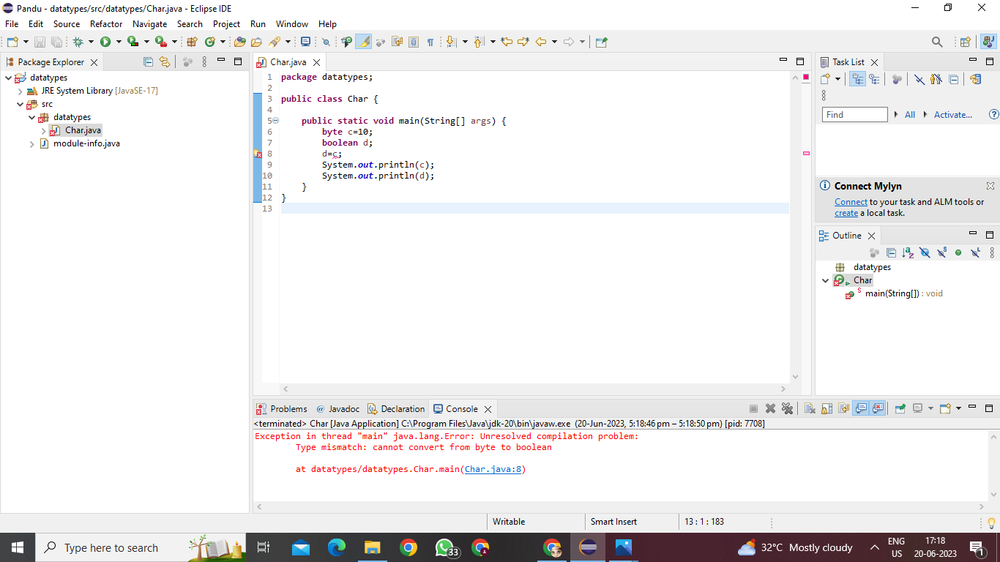 Pandu - datatypes/src/datatypes/Char.java - Eclipse IDE
File Edit Source Refactor Navigate Search Project Run Window Help
Package Explorer
datatypes
JRE System Library [JavaSE-17]
src
datatypes
Char.java
module-info.java
Char.java
1 package datatypes;
2
3 public class Char {
4
5 public static void main(String[] args) {
6 byte c=10;
7 boolean d;
8 d=c;
9 System.out.println(c);
10 System.out.println(d);
11 }
12 }
13
Task List
Find All Activate...
Connect Mylyn
Connect to your task and ALM tools or
create a local task.
Outline
datatypes
Char
main(String[]) : void
Problems @ Javadoc Declaration Console
<terminated> Char [Java Application] C:\Program Files\Java\jdk-20\bin\javaw.exe (20-Jun-2023, 5:18:46 pm – 5:18:50 pm) [pid: 7708]
Exception in thread "main" java.lang.Error: Unresolved compilation problem:
Type mismatch: cannot convert from byte to boolean
at datatypes/datatypes.Char.main(Char.java:8)
Writable Smart Insert 13 : 1 : 183
Type here to search
33
32°C Mostly cloudy
ENG
US
17:18
20-06-2023
1